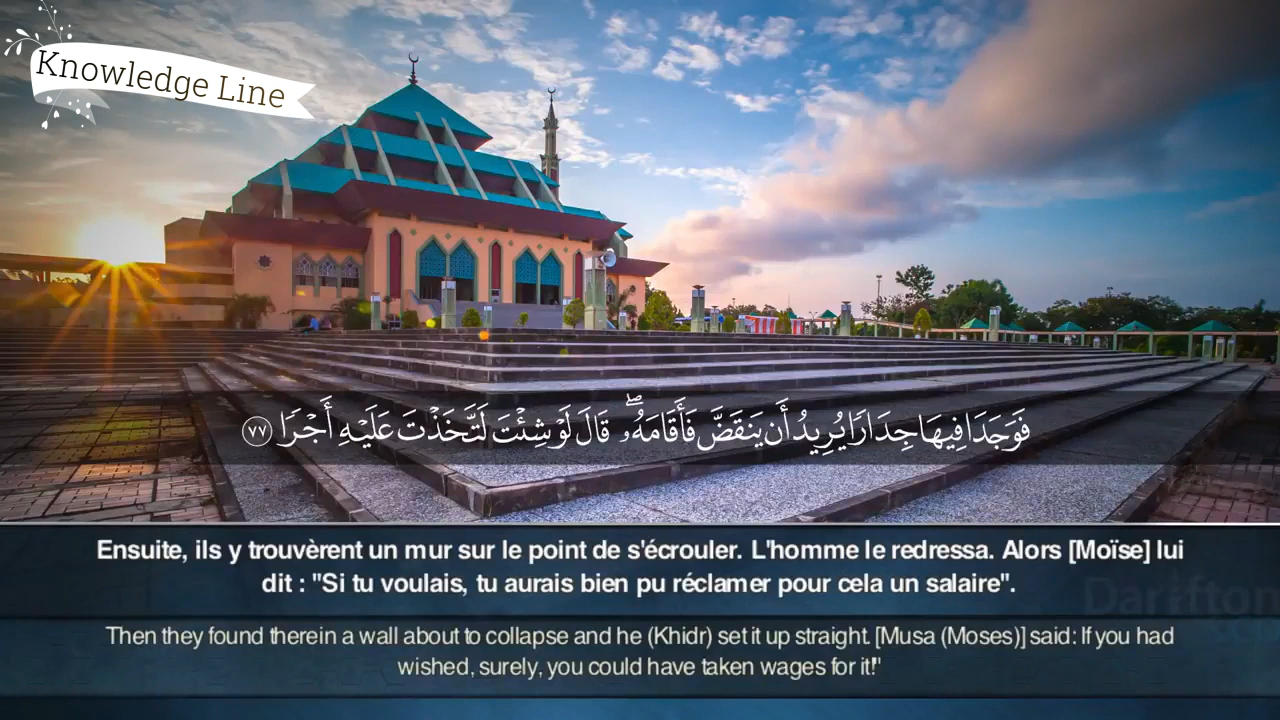 Knowledge Line
فَوَجَدَا فِيهَا جِدَارًا يُرِيدُ أَن يَنقَضَّ فَأَقَامَهُۥ ۖ قَالَ لَوْ شِئْتَ لَتَّخَذْتَ عَلَيْهِ أَجْرًا ٧٧
Ensuite, ils y trouvèrent un mur sur le point de s'écrouler. L'homme le redressa. Alors [Moïse] lui
dit : "Si tu voulais, tu aurais bien pu réclamer pour cela un salaire".
Then they found therein a wall about to collapse and he (Khidr) set it up straight. [Musa (Moses)] said: If you had
wished, surely, you could have taken wages for it!"